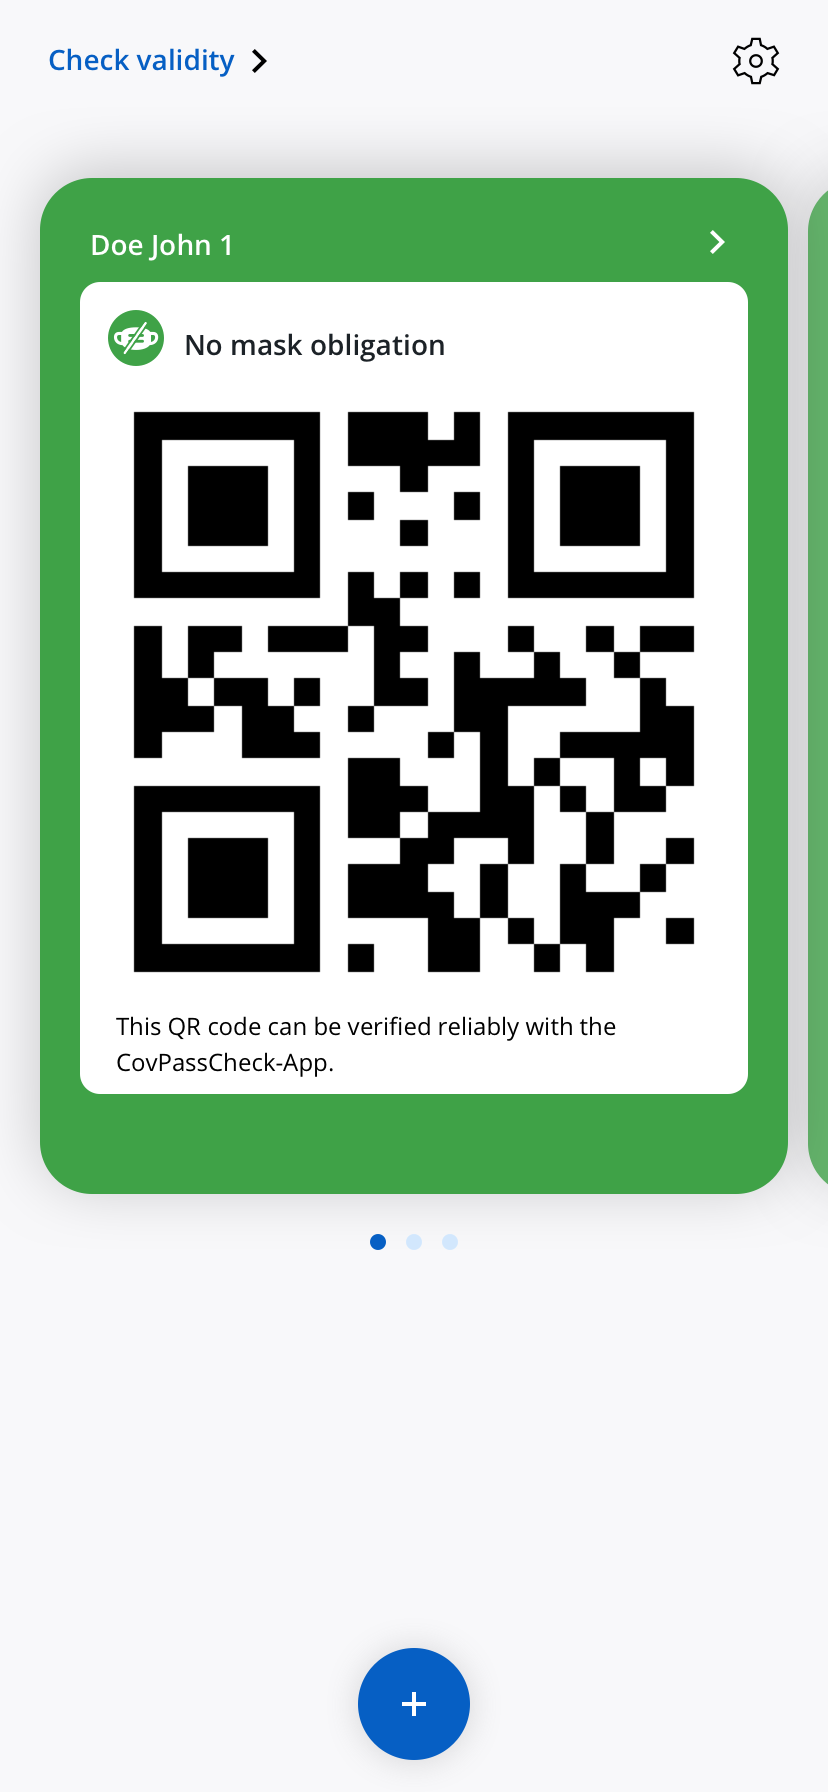 Check validity
Doe John 1
No mask obligation
This QR code can be verified reliably with the
CovPassCheck-App.